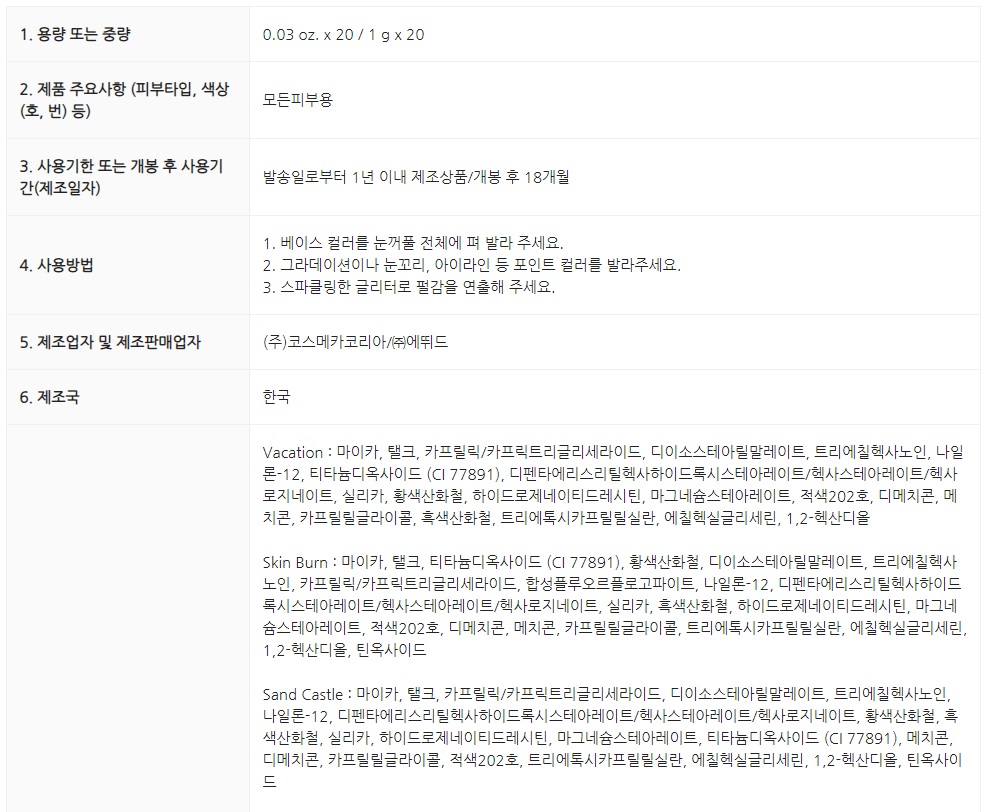 1. 용량 또는 중량
0.03 oz. x 20 / 1 g x 20
2. 제품 주요사항 (피부타입, 색상
(호, 번) 등)
모든피부용
3. 사용기한 또는 개봉 후 사용기
간(제조일자)
발송일로부터 1년 이내 제조상품/개봉 후 18개월
4. 사용방법
1. 베이스 컬러를 눈꺼풀 전체에 펴 발라 주세요.
2. 그라데이션이나 눈꼬리, 아이라인 등 포인트 컬러를 발라주세요.
3. 스파클링한 글리터로 펄감을 연출해 주세요.
5. 제조업자 및 제조판매업자
(주)코스메카코리아/㈜에뛰드
6. 제조국
한국
Vacation : 마이카, 탤크, 카프릴릭/카프릭트리글리세라이드, 디이소스테아릴말레이트, 트리에칠헥사노인, 나일
론-12, 티타늄디옥사이드 (CI 77891), 디펜타에리스리틸헥사하이드록시스테아레이트/헥사스테아레이트/헥사
로지네이트, 실리카, 황색산화철, 하이드로제네이티드레시틴, 마그네슘스테아레이트, 적색202호, 디메치콘, 메
치콘, 카프릴릴글라이콜, 흑색산화철, 트리에톡시카프릴릴실란, 에칠헥실글리세린, 1,2-헥산디올
Skin Burn : 마이카, 탤크, 티타늄디옥사이드 (CI 77891), 황색산화철, 디이소스테아릴말레이트, 트리에칠헥사
노인, 카프릴릭/카프릭트리글리세라이드, 합성플루오르플로고파이트, 나일론-12, 디펜타에리스리틸헥사하이드
록시스테아레이트/헥사스테아레이트/헥사로지네이트, 실리카, 흑색산화철, 하이드로제네이티드레시틴, 마그네
슘스테아레이트, 적색202호, 디메치콘, 메치콘, 카프릴릴글라이콜, 트리에톡시카프릴릴실란, 에칠헥실글리세린,
1,2-헥산디올, 틴옥사이드
Sand Castle : 마이카, 탤크, 카프릴릭/카프릭트리글리세라이드, 디이소스테아릴말레이트, 트리에칠헥사노인,
나일론-12, 디펜타에리스리틸헥사하이드록시스테아레이트/헥사스테아레이트/헥사로지네이트, 황색산화철, 흑
색산화철, 실리카, 하이드로제네이티드레시틴, 마그네슘스테아레이트, 티타늄디옥사이드 (CI 77891), 메치콘,
디메치콘, 카프릴릴글라이콜, 적색202호, 트리에톡시카프릴릴실란, 에칠헥실글리세린, 1,2-헥산디올, 틴옥사이
드